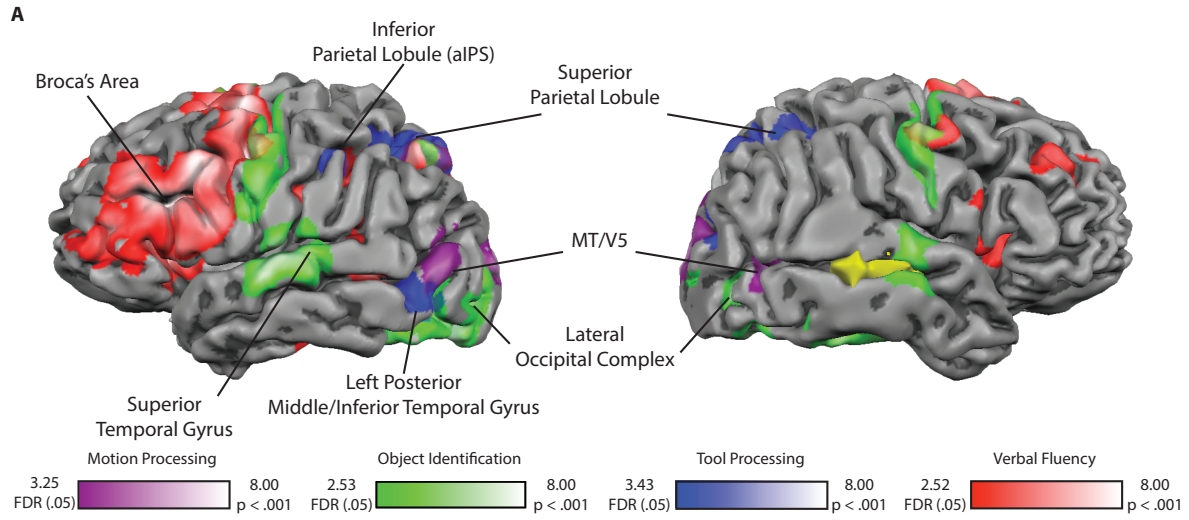 A
Inferior
Parietal Lobule (aIPS)
Broca's Area
Superior
Parietal Lobule
MT/V5
Lateral
Occipital Complex
Left Posterior
Middle/Inferior Temporal Gyrus
Superior
Temporal Gyrus
Motion Processing
3.25
FDR (.05)
8.00
p < .001
Object Identification
2.53
FDR (.05)
8.00
p < .001
Tool Processing
3.43
FDR (.05)
8.00
p < .001
Verbal Fluency
2.52
FDR (.05)
8.00
p < .001